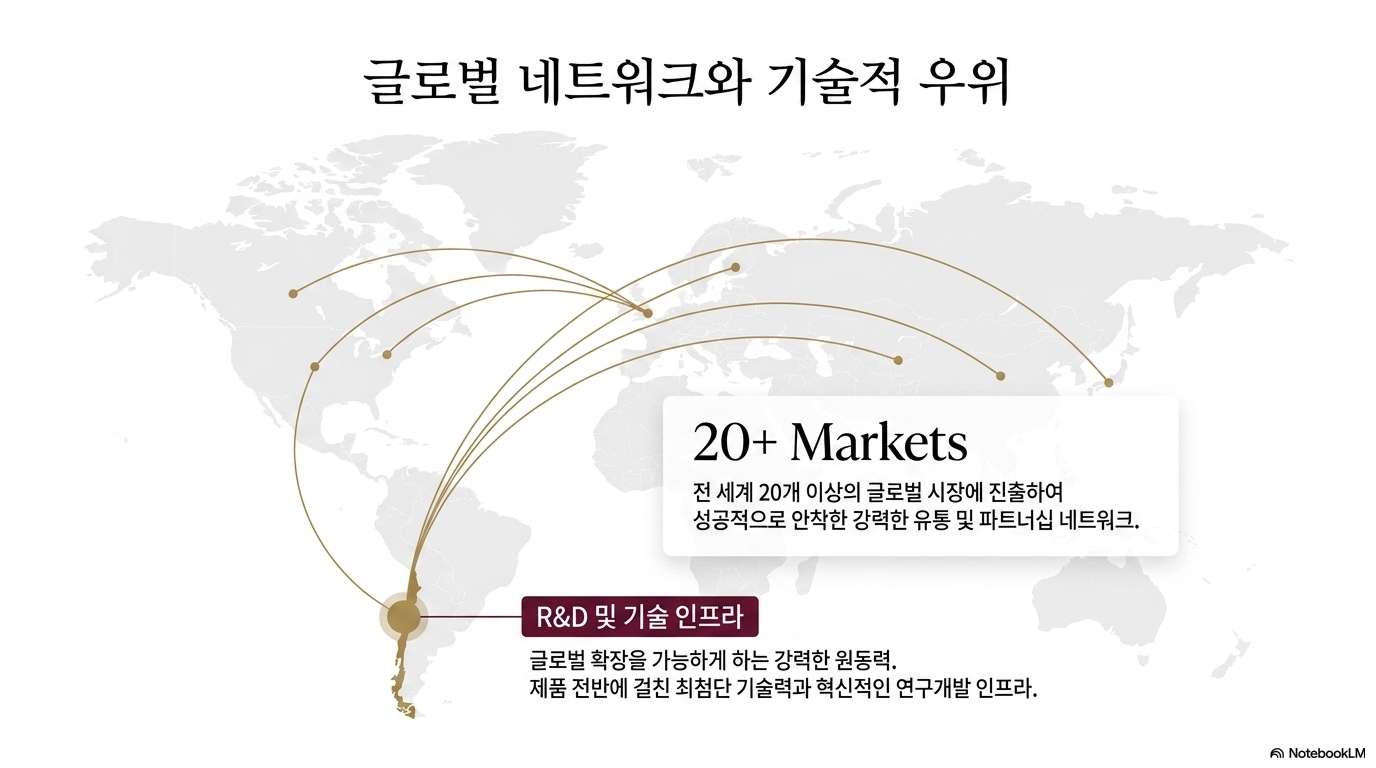 글로벌 네트워크와 기술적 우위
20+ Markets
전 세계 20개 이상의 글로벌 시장에 진출하여
성공적으로 안착한 강력한 유통 및 파트너십 네트워크.
R&D 및 기술 인프라
글로벌 확장을 가능하게 하는 강력한 원동력.
제품 전반에 걸친 최첨단 기술력과 혁신적인 연구개발 인프라.
NotebookLM